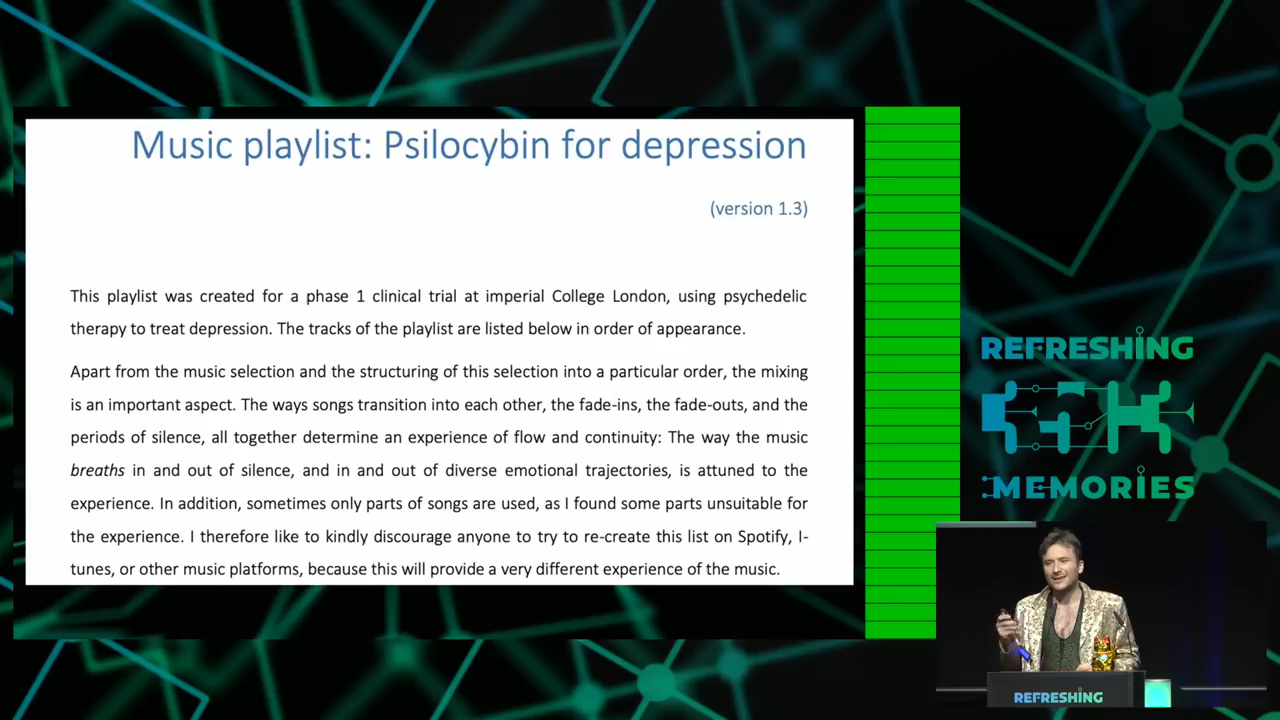 Music playlist: Psilocybin for depression
(version 1.3)
This playlist was created for a phase 1 clinical trial at imperial College London, using psychedelic
therapy to treat depression. The tracks of the playlist are listed below in order of appearance.
Apart from the music selection and the structuring of this selection into a particular order, the mixing
is an important aspect. The ways songs transition into each other, the fade-ins, the fade-outs, and the
periods of silence, all together determine an experience of flow and continuity: The way the music
breaths in and out of silence, and in and out of diverse emotional trajectories, is attuned to the
experience. In addition, sometimes only parts of songs are used, as I found some parts unsuitable for
the experience. I therefore like to kindly discourage anyone to try to re-create this list on Spotify, I-
tunes, or other music platforms, because this will provide a very different experience of the music.
REFRESHING
MEMORIES
REFRESHING